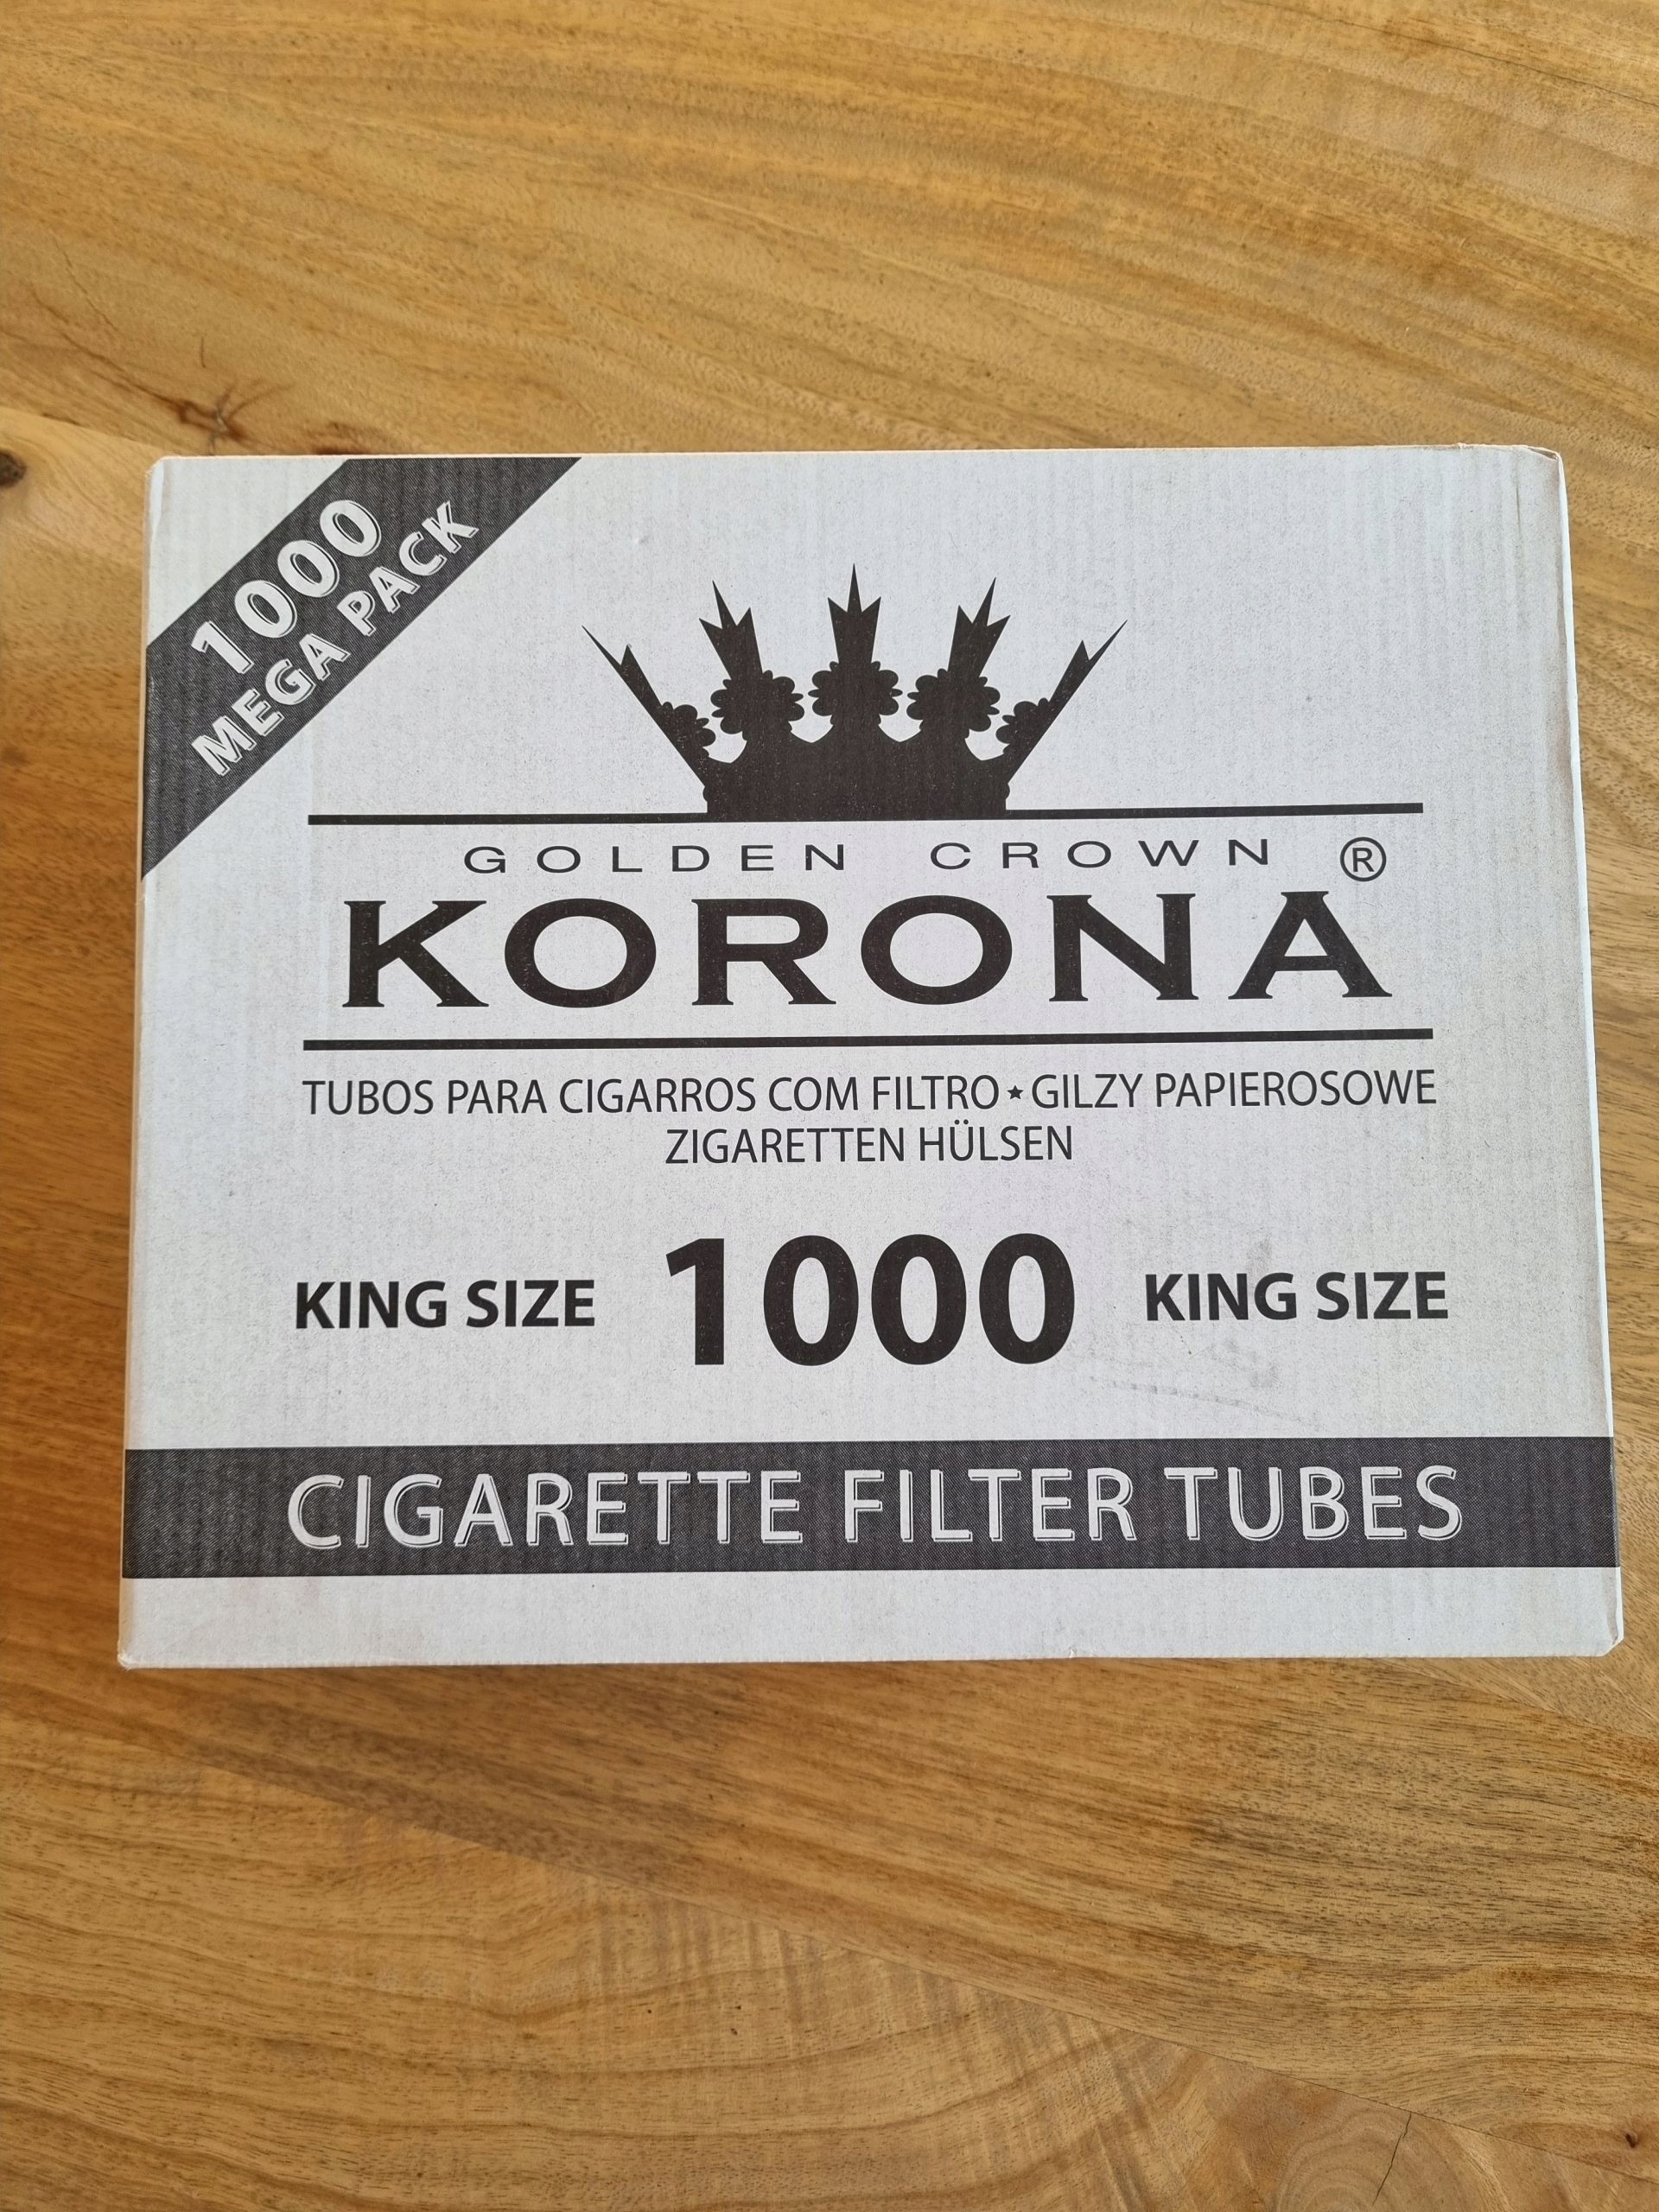 1000
MEGA PACK
GOLDEN CROWN ®
KORONA
TUBOS PARA CIGARROS COM FILTRO ★ GILZY PAPIEROSOWE
ZIGARETTEN HÜLSEN
KING SIZE 1000 KING SIZE
CIGARETTE FILTER TUBES